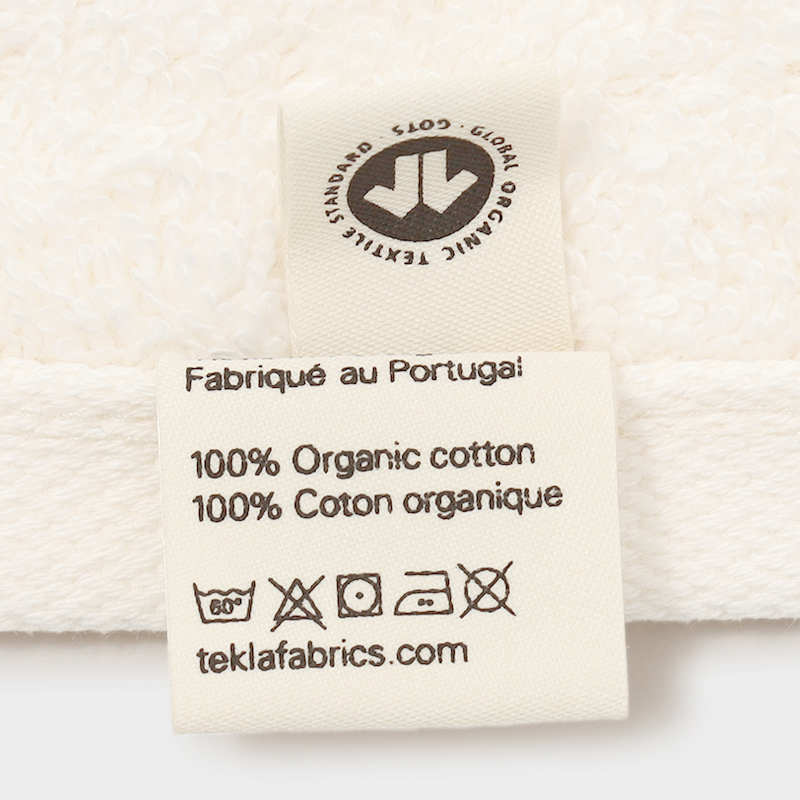 GLOBAL ORGANIC TEXTILE STANDARD · GOTS ·
Fabriqué au Portugal
100% Organic cotton
100% Coton organique
60°
teklafabrics.com